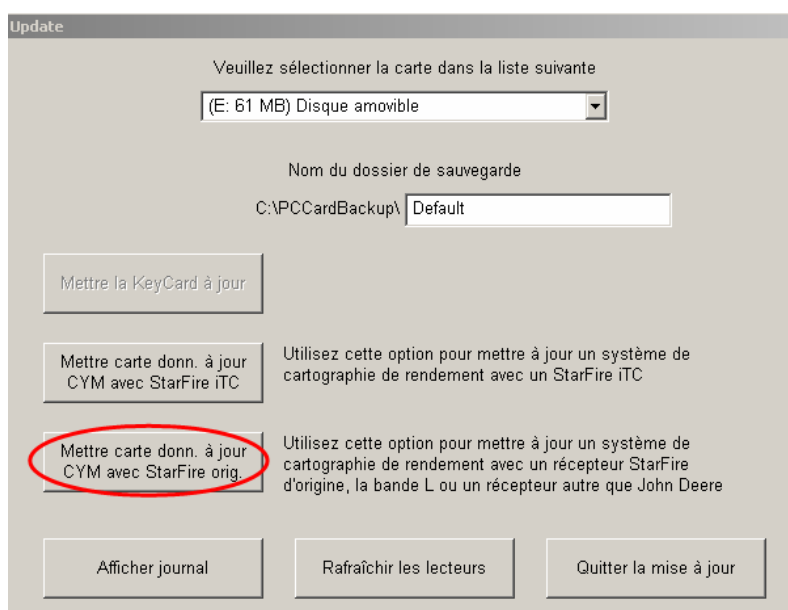 Update
Veuillez sélectionner la carte dans la liste suivante
(E: 61 MB) Disque amovible
Nom du dossier de sauvegarde
C:\PCCardBackup\ Default
Mettre la KeyCard à jour
Mettre carte donn. à jour
CYM avec StarFire iTC
Utilisez cette option pour mettre à jour un système de
cartographie de rendement avec un StarFire iTC
Mettre carte donn. à jour
CYM avec StarFire orig.
Utilisez cette option pour mettre à jour un système de
cartographie de rendement avec un récepteur StarFire
d'origine, la bande L ou un récepteur autre que John Deere
Afficher journal
Rafraîchir les lecteurs
Quitter la mise à jour